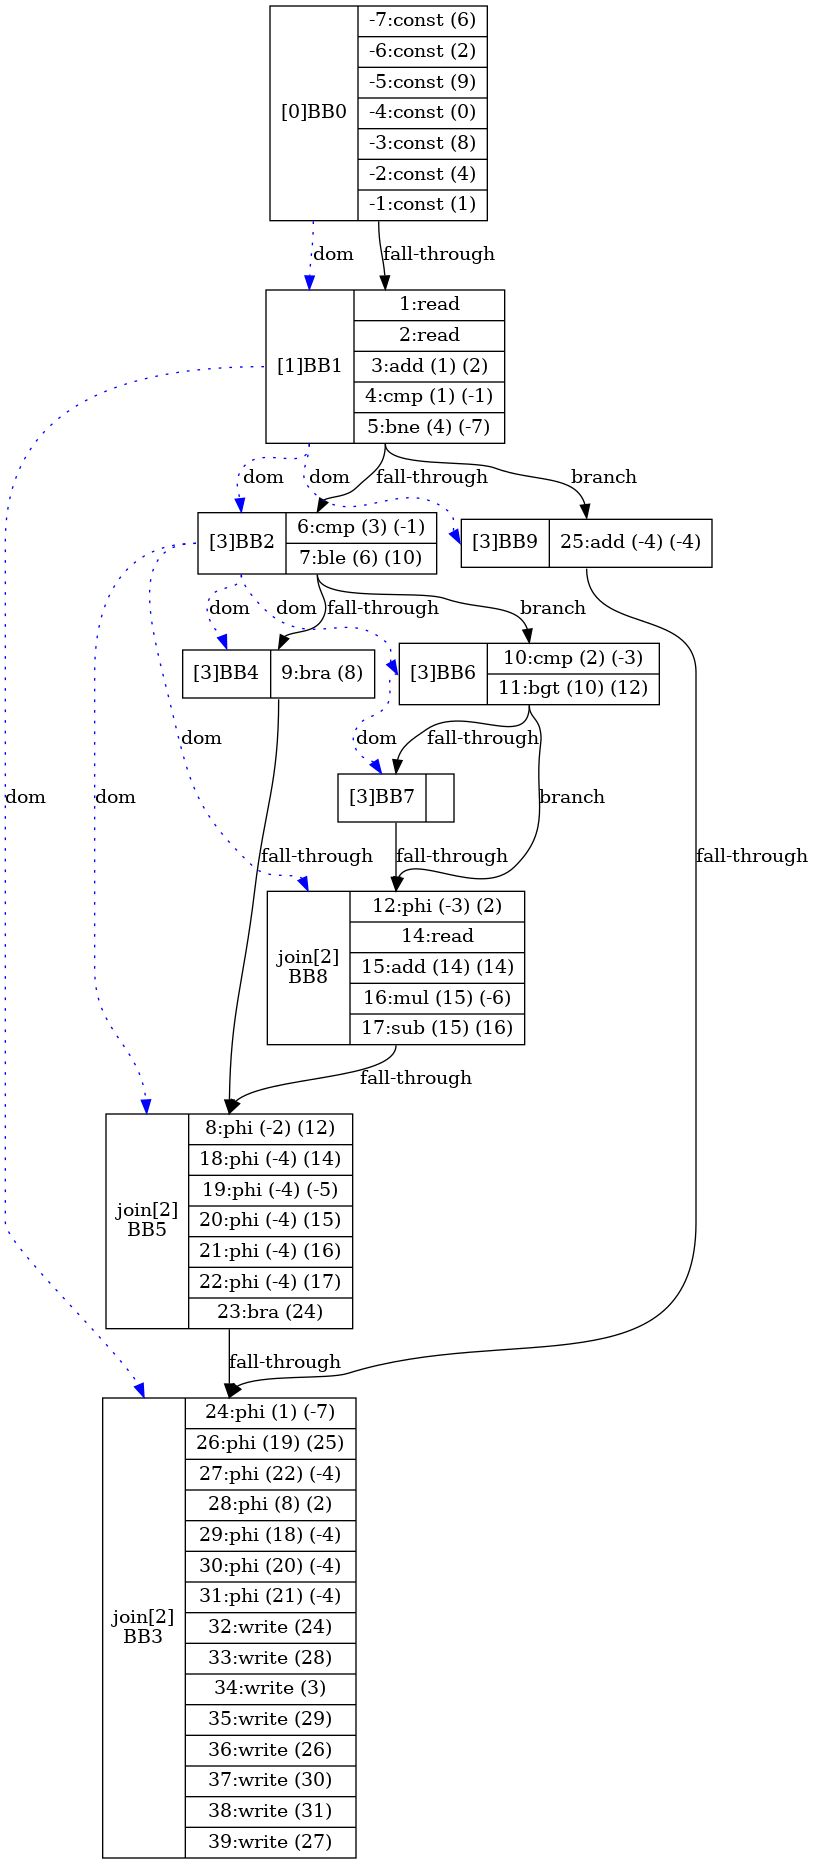 [0]BB0
-7:const (6)
-6:const (2)
-5:const (9)
-4:const (0)
-3:const (8)
-2:const (4)
-1:const (1)
dom
fall-through
[1]BB1
1:read
2:read
3:add (1) (2)
4:cmp (1) (-1)
5:bne (4) (-7)
dom
dom
fall-through
branch
[3]BB2
6:cmp (3) (-1)
7:ble (6) (10)
[3]BB9
25:add (-4) (-4)
dom
dom
fall-through
branch
[3]BB4
9:bra (8)
[3]BB6
10:cmp (2) (-3)
11:bgt (10) (12)
dom
dom
fall-through
[3]BB7
dom
dom
branch
fall-through
fall-through
fall-through
join[2]
BB8
12:phi (-3) (2)
14:read
15:add (14) (14)
16:mul (15) (-6)
17:sub (15) (16)
fall-through
join[2]
BB5
8:phi (-2) (12)
18:phi (-4) (14)
19:phi (-4) (-5)
20:phi (-4) (15)
21:phi (-4) (16)
22:phi (-4) (17)
23:bra (24)
fall-through
join[2]
BB3
24:phi (1) (-7)
26:phi (19) (25)
27:phi (22) (-4)
28:phi (8) (2)
29:phi (18) (-4)
30:phi (20) (-4)
31:phi (21) (-4)
32:write (24)
33:write (28)
34:write (3)
35:write (29)
36:write (26)
37:write (30)
38:write (31)
39:write (27)